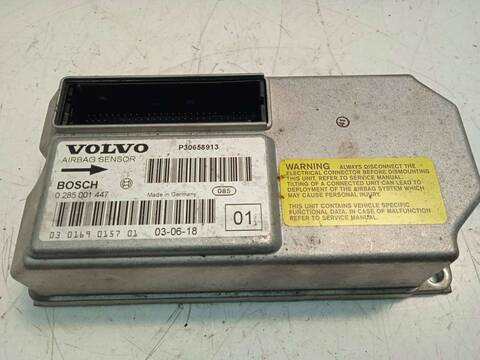 VOLVO
P30658913
AIRBAG SENSOR
BOSCH
0 285 001 447
Made in Germany
085
03 0169 0157 01
03-06-18
01
WARNING ALWAYS DISCONNECT THE
ELECTRICAL CONNECTOR BEFORE DISMOUNTING
THIS UNIT, REFER TO SERVICE MANUAL.
TILTING OF A CONNECTED UNIT CAN LEAD TO
DEPLOYMENT OF THE AIRBAG SYSTEM WHICH
MAY CAUSE PERSONAL INJURY.
THIS UNIT CONTAINS VEHICLE SPECIFIC
FUNCTIONAL DATA. IN CASE OF MALFUNCTION
REFER TO SERVICE MANUAL.